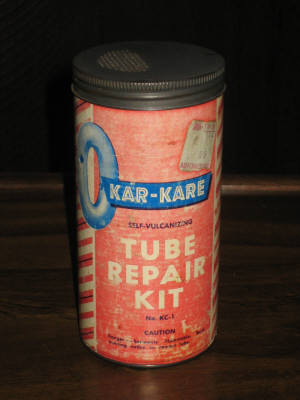 KAR-KARE
SELF-VULCANIZING
TUBE
REPAIR
KIT
No. KC-1
CAUTION